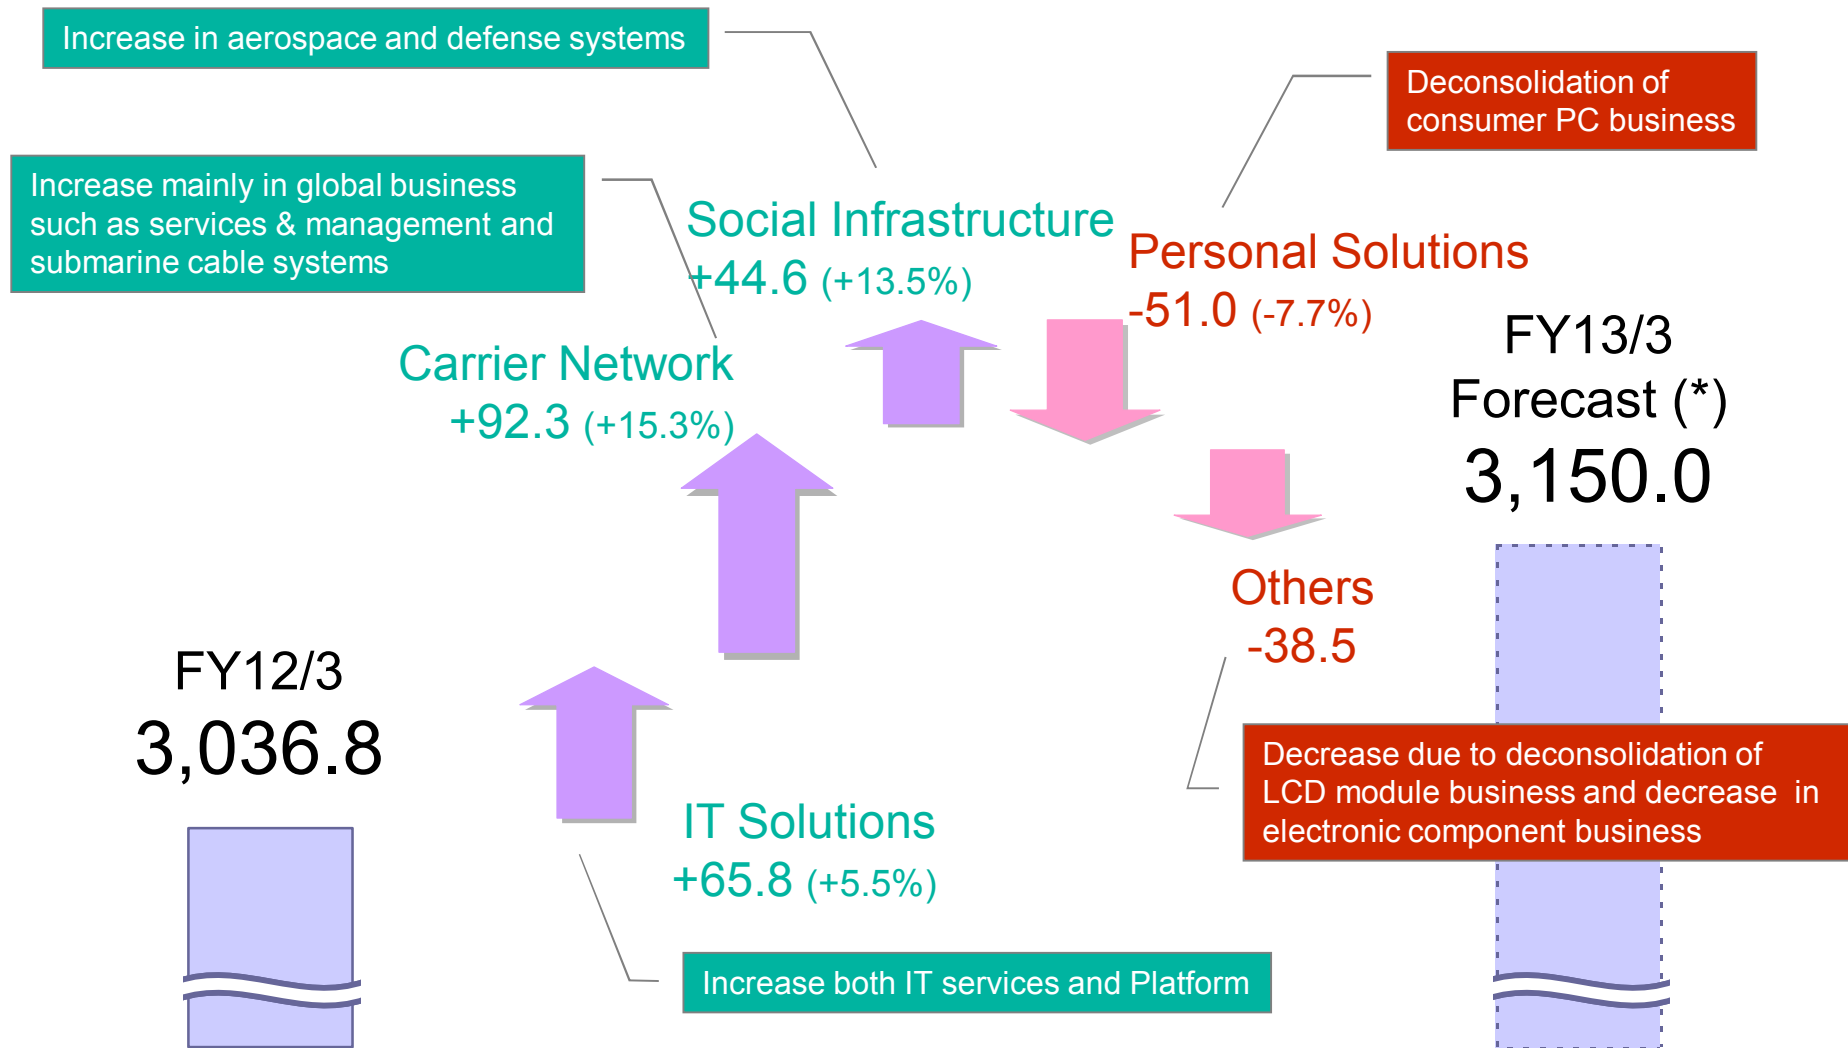 Increase in aerospace and defense systems
Deconsolidation of
consumer PC business
Increase mainly in global business
such as services & management and
submarine cable systems
Social Infrastructure
+44.6 (+13.5%)
Personal Solutions
-51.0 (-7.7%)
Carrier Network
+92.3 (+15.3%)
FY13/3
Forecast (*)
3,150.0
Others
-38.5
FY12/3
3,036.8
Decrease due to deconsolidation of
LCD module business and decrease in
electronic component business
IT Solutions
+65.8 (+5.5%)
Increase both IT services and Platform